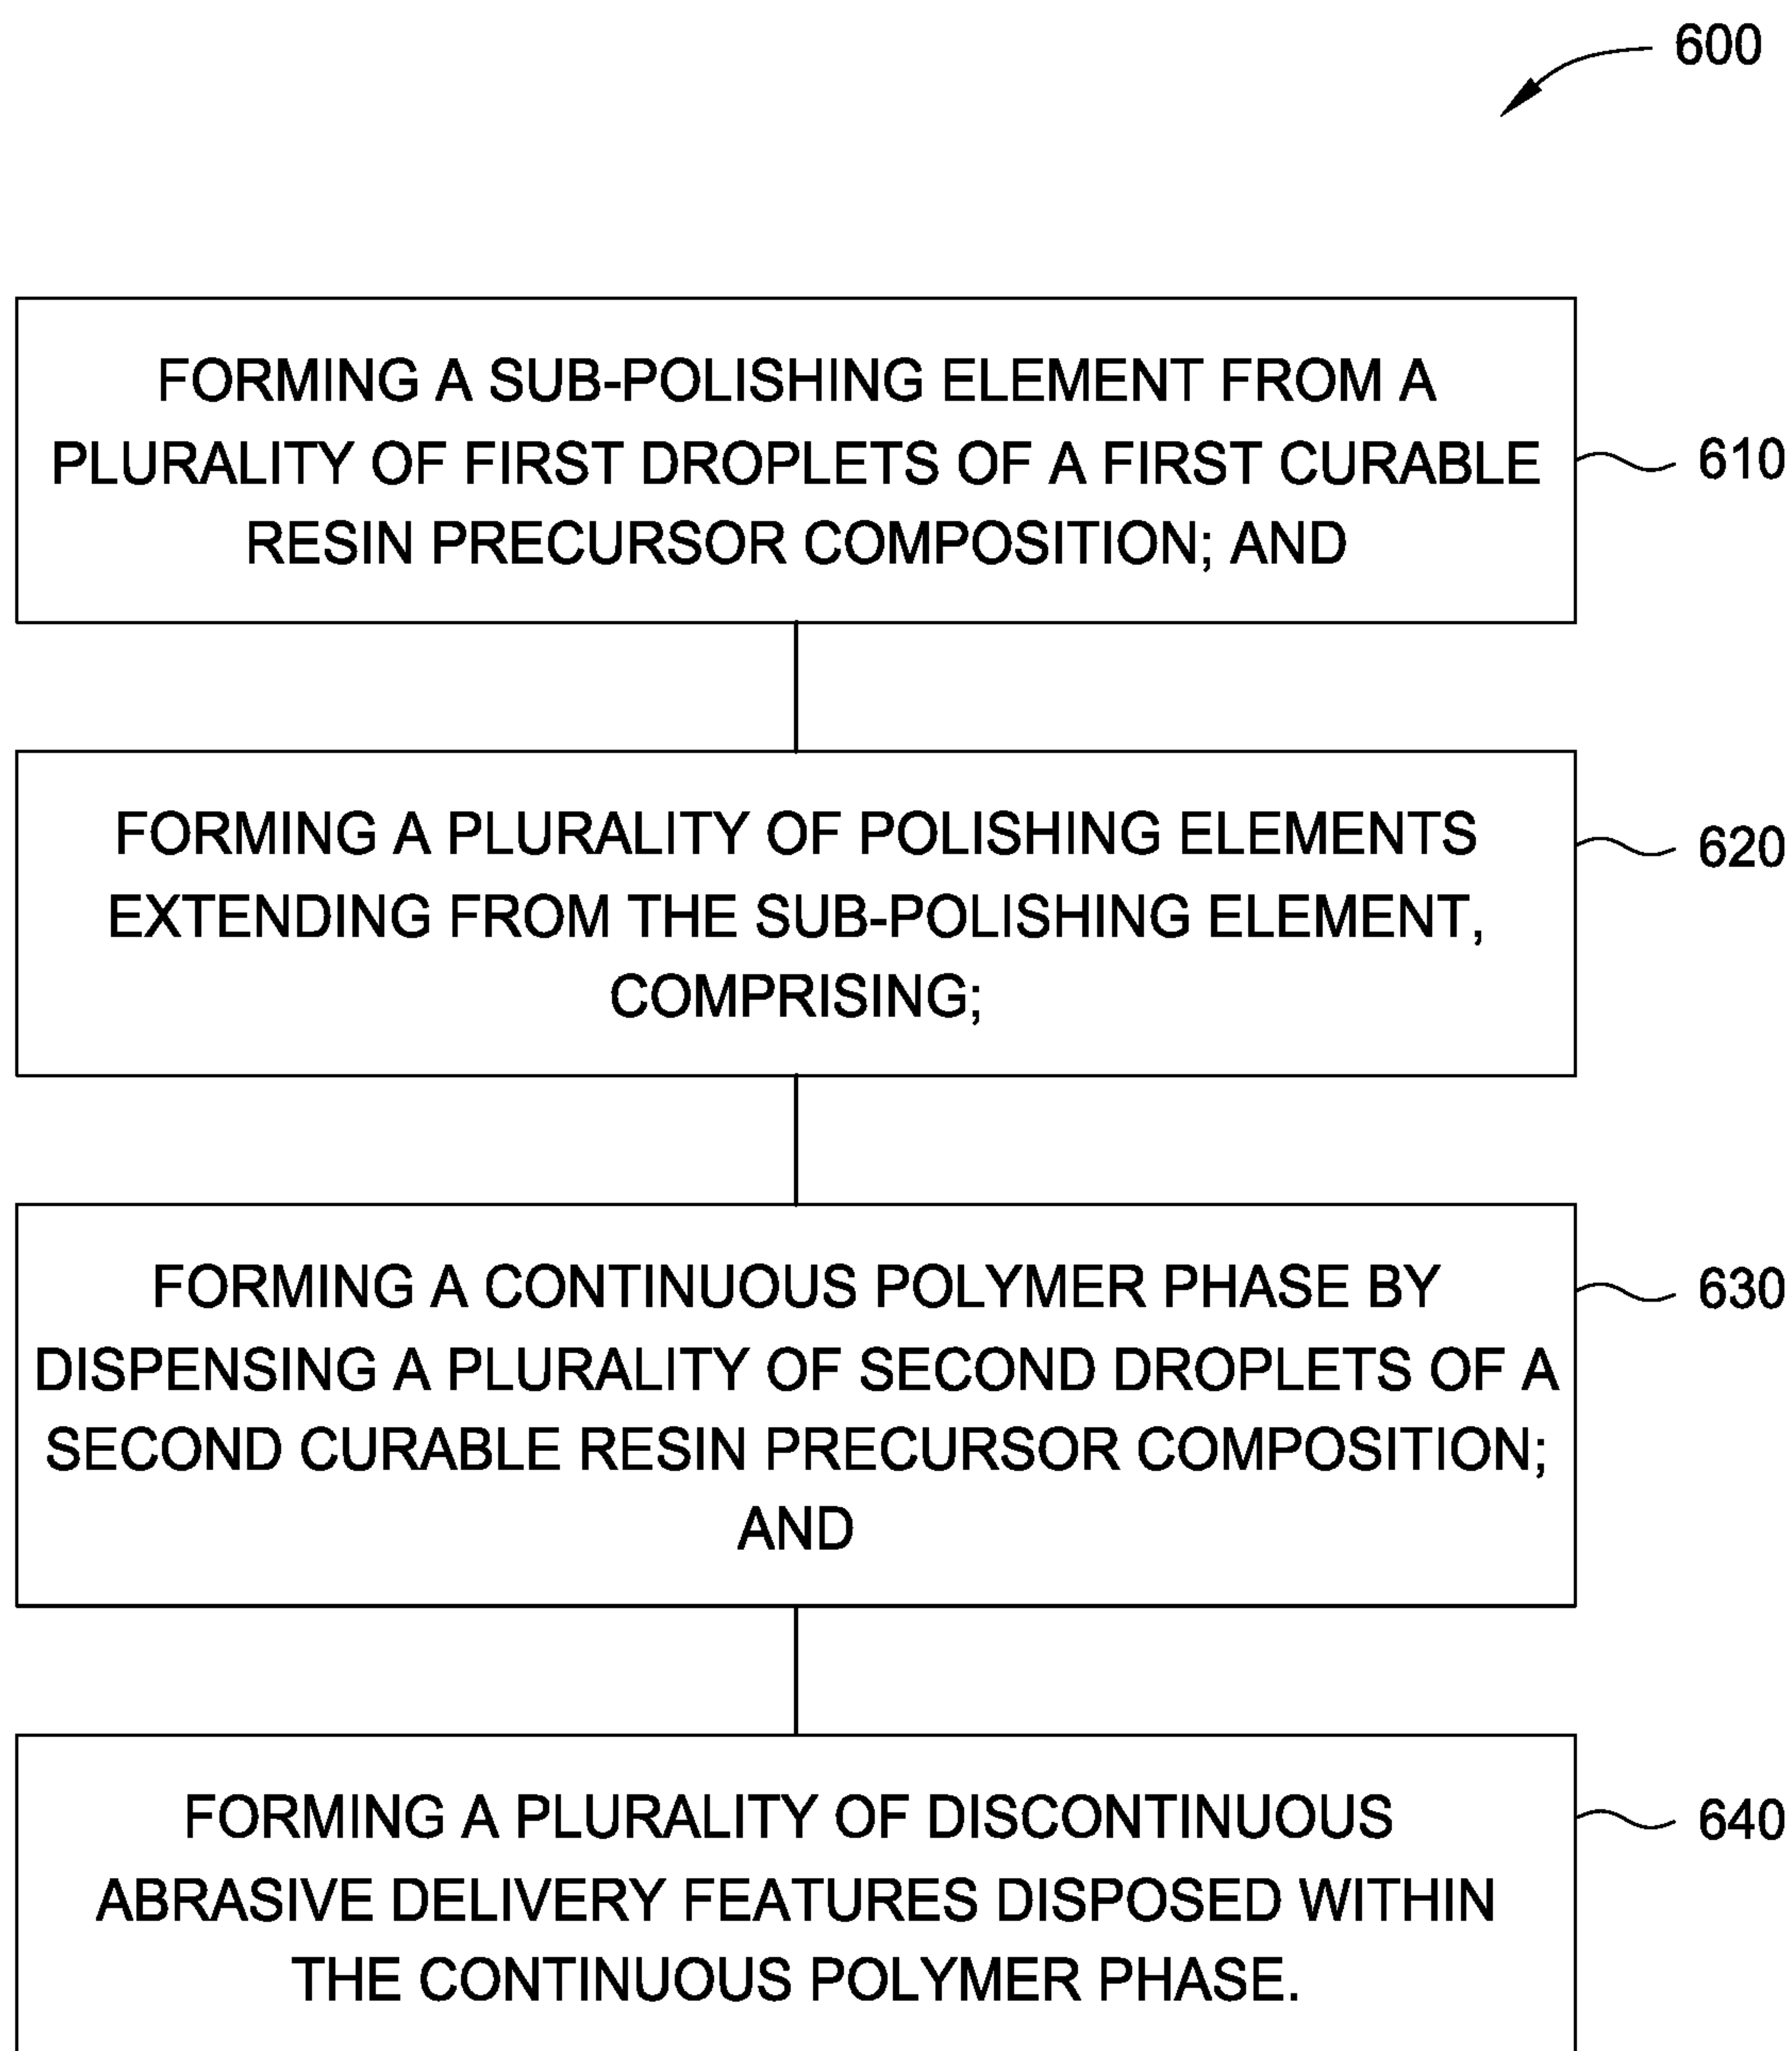 600
FORMING A SUB-POLISHING ELEMENT FROM A
PLURALITY OF FIRST DROPLETS OF A FIRST CURABLE
RESIN PRECURSOR COMPOSITION; AND
610
FORMING A PLURALITY OF POLISHING ELEMENTS
EXTENDING FROM THE SUB-POLISHING ELEMENT,
COMPRISING;
620
FORMING A CONTINUOUS POLYMER PHASE BY
DISPENSING A PLURALITY OF SECOND DROPLETS OF A
SECOND CURABLE RESIN PRECURSOR COMPOSITION;
AND
630
FORMING A PLURALITY OF DISCONTINUOUS
ABRASIVE DELIVERY FEATURES DISPOSED WITHIN
THE CONTINUOUS POLYMER PHASE.
640